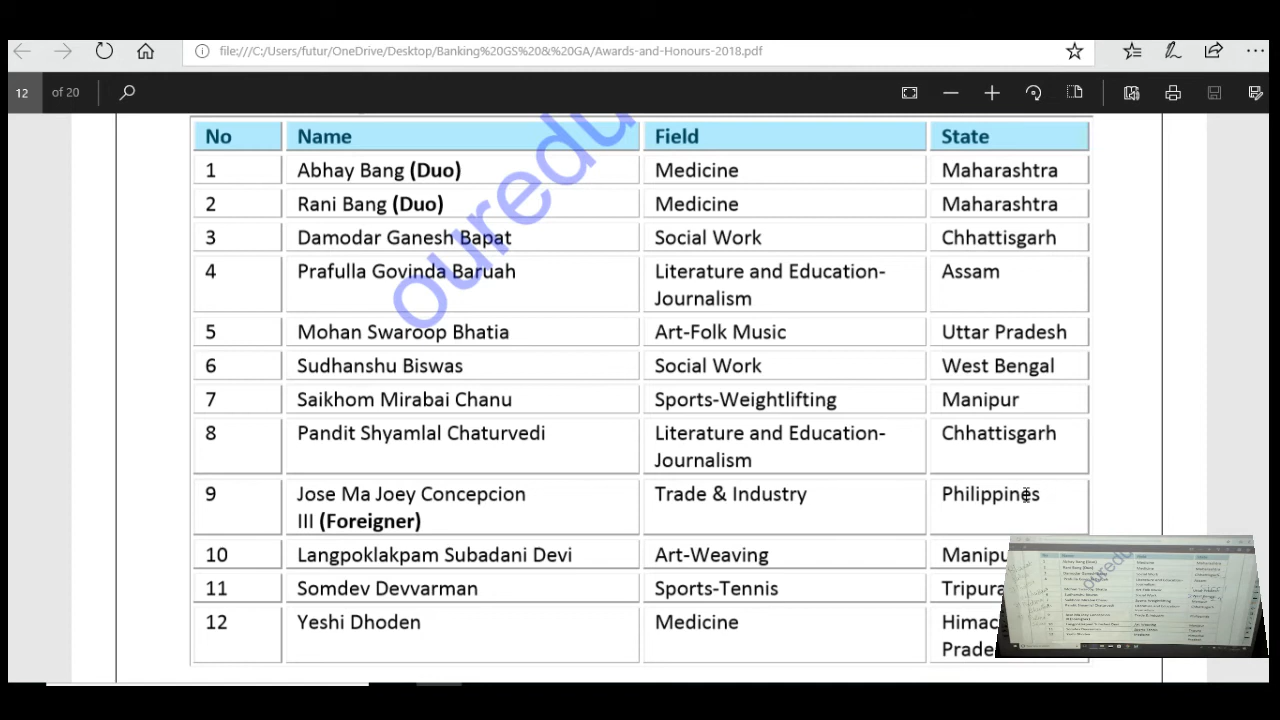 file:///C:/Users/futur/OneDrive/Desktop/Banking%20GS%20&%20GA/Awards-and-Honours-2018.pdf
12 of 20
No Name Field State
1 Abhay Bang (Duo) Medicine Maharashtra
2 Rani Bang (Duo) Medicine Maharashtra
3 Damodar Ganesh Bapat Social Work Chhattisgarh
4 Prafulla Govinda Baruah Literature and Education- Assam
Journalism
5 Mohan Swaroop Bhatia Art-Folk Music Uttar Pradesh
6 Sudhanshu Biswas Social Work West Bengal
7 Saikhom Mirabai Chanu Sports-Weightlifting Manipur
8 Pandit Shyamlal Chaturvedi Literature and Education- Chhattisgarh
Journalism
9 Jose Ma Joey Concepcion Trade & Industry Philippines
III (Foreigner)
10 Langpoklakpam Subadani Devi Art-Weaving Manipu
11 Somdev Devvarman Sports-Tennis Tripura
12 Yeshi Dhoden Medicine Himac
Prade
ouredu